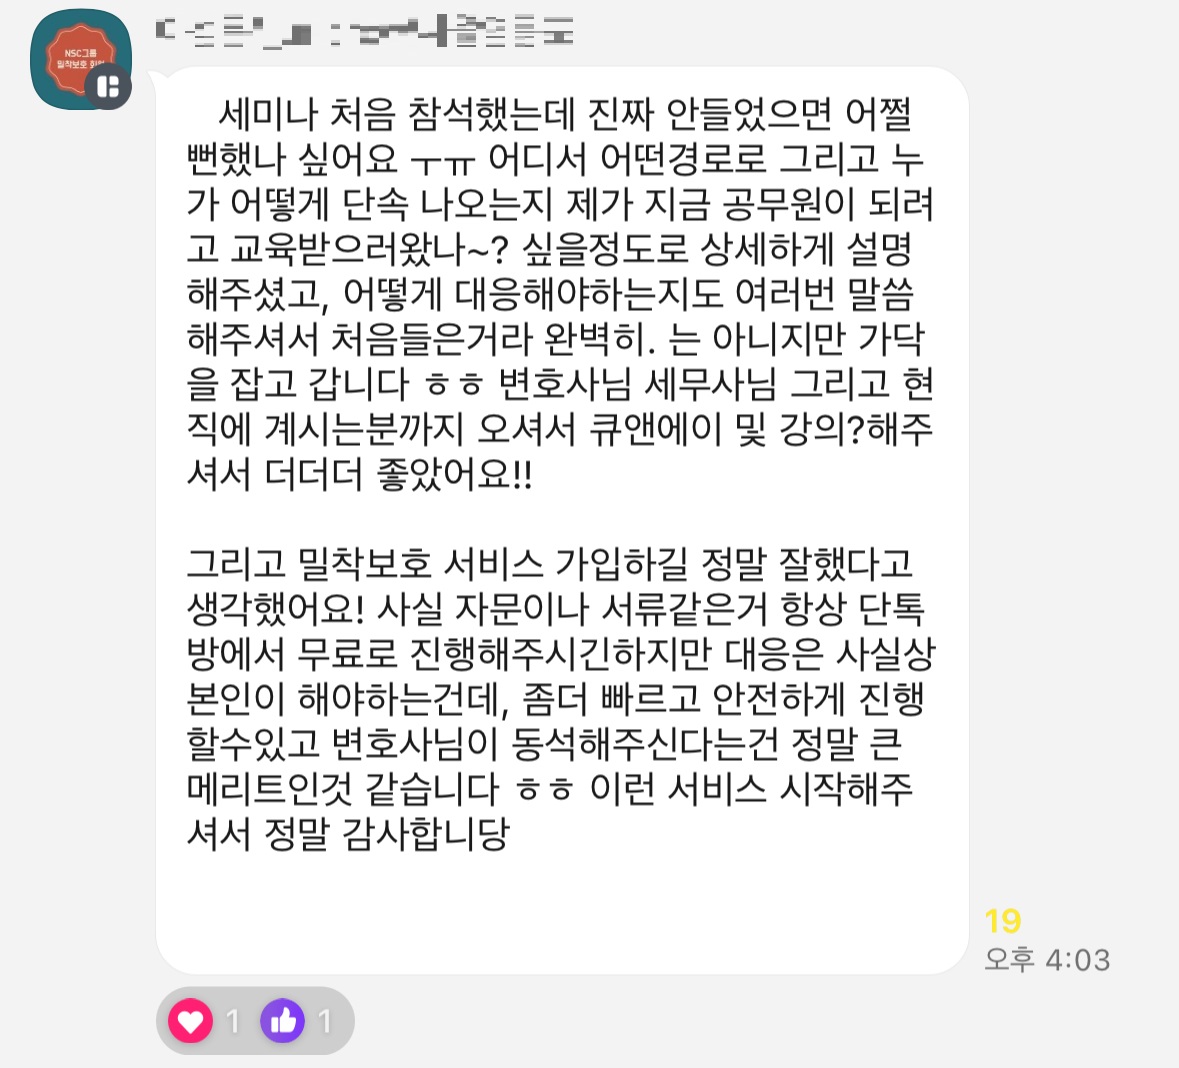 NSC그룹
밀착보호
세미나 처음 참석했는데 진짜 안들었으면 어쩔
뻔했나 싶어요 ㅜㅠ 어디서 어떤경로로 그리고 누
가 어떻게 단속 나오는지 제가 지금 공무원이 되려
고 교육받으러왔나~? 싶을정도로 상세하게 설명
해주셨고, 어떻게 대응해야하는지도 여러번 말씀
해주셔서 처음들은거라 완벽히. 는 아니지만 가닥
을 잡고 갑니다 ㅎㅎ 변호사님 세무사님 그리고 현
직에 계시는분까지 오셔서 큐앤에이 및 강의?해주
셔서 더더더 좋았어요!!
그리고 밀착보호 서비스 가입하길 정말 잘했다고
생각했어요! 사실 자문이나 서류같은거 항상 단톡
방에서 무료로 진행해주시긴하지만 대응은 사실상
본인이 해야하는건데, 좀더 빠르고 안전하게 진행
할수있고 변호사님이 동석해주신다는건 정말 큰
메리트인것 같습니다 ㅎㅎ 이런 서비스 시작해주
셔서 정말 감사합니당
19
오후 4:03
1 1